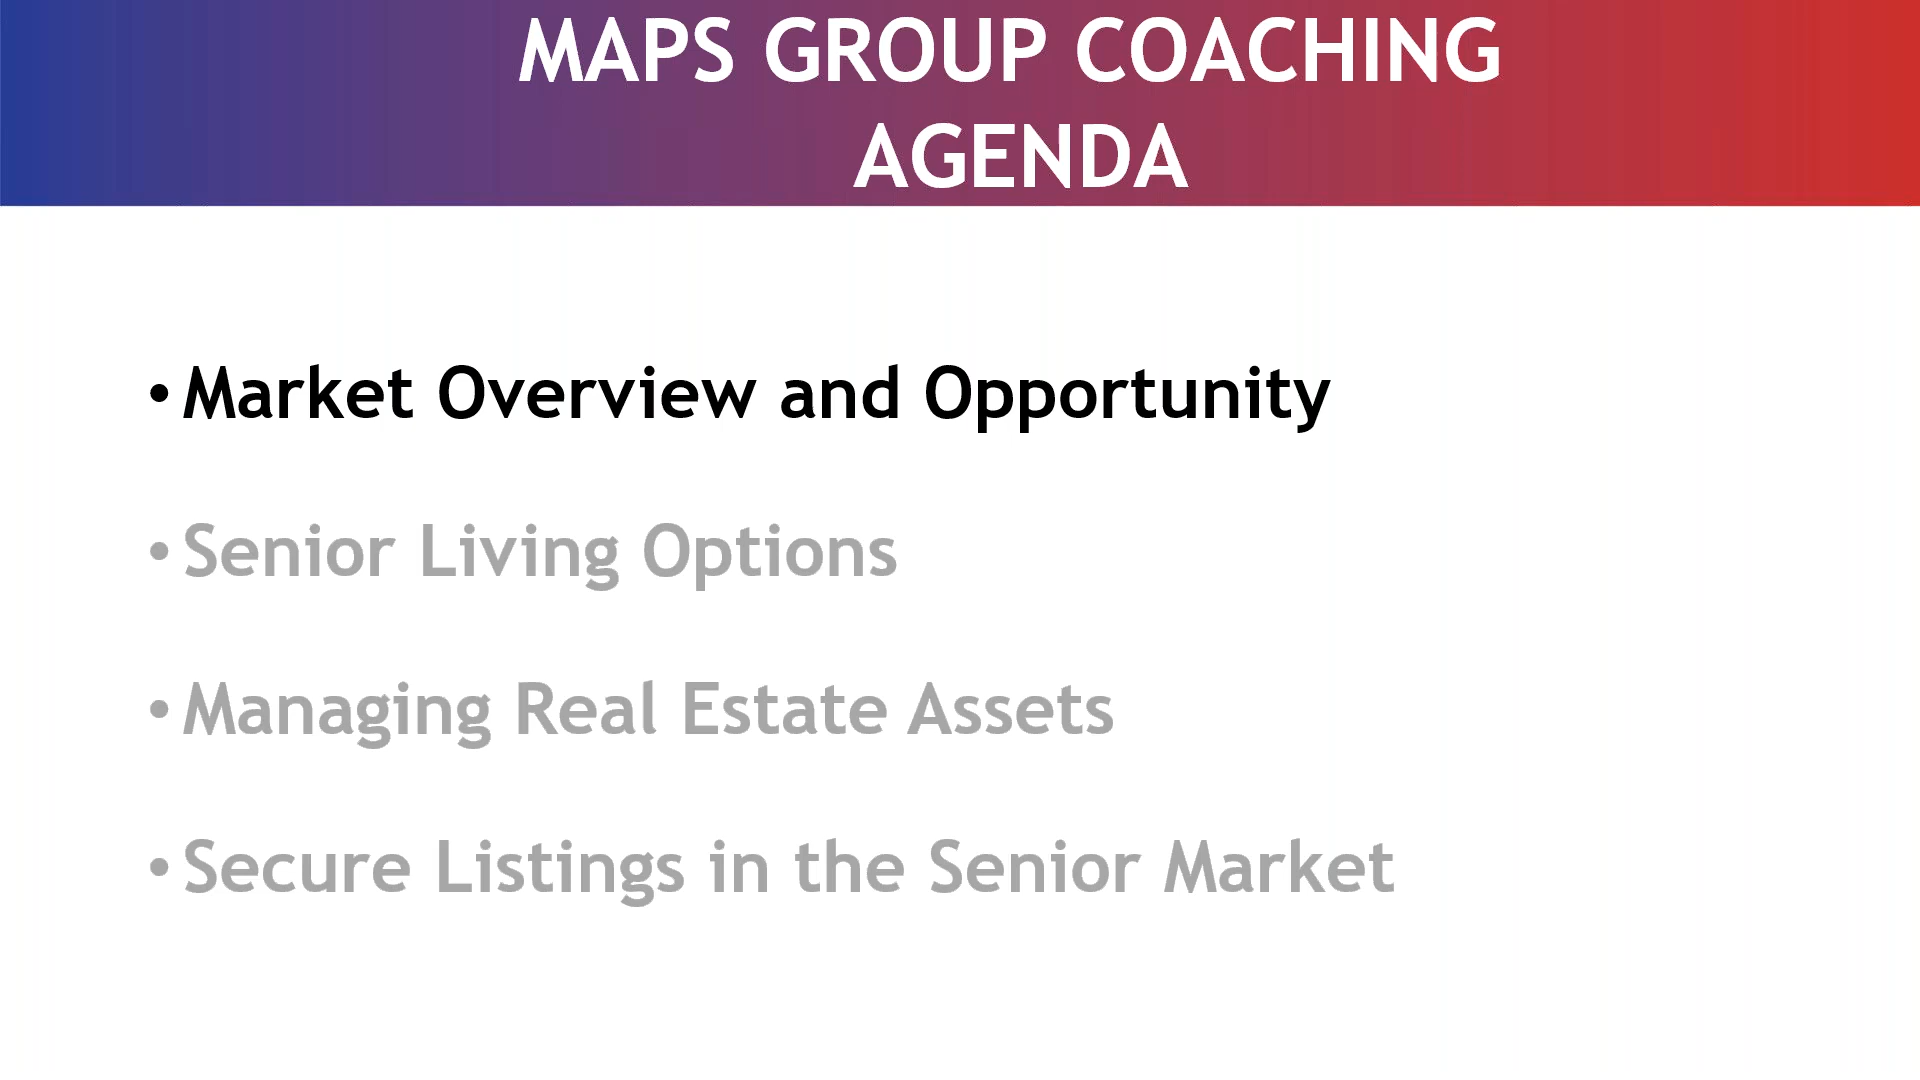 MAPS GROUP COACHING
AGENDA
• Market Overview and Opportunity
• Senior Living Options
• Managing Real Estate Assets
• Secure Listings in the Senior Market